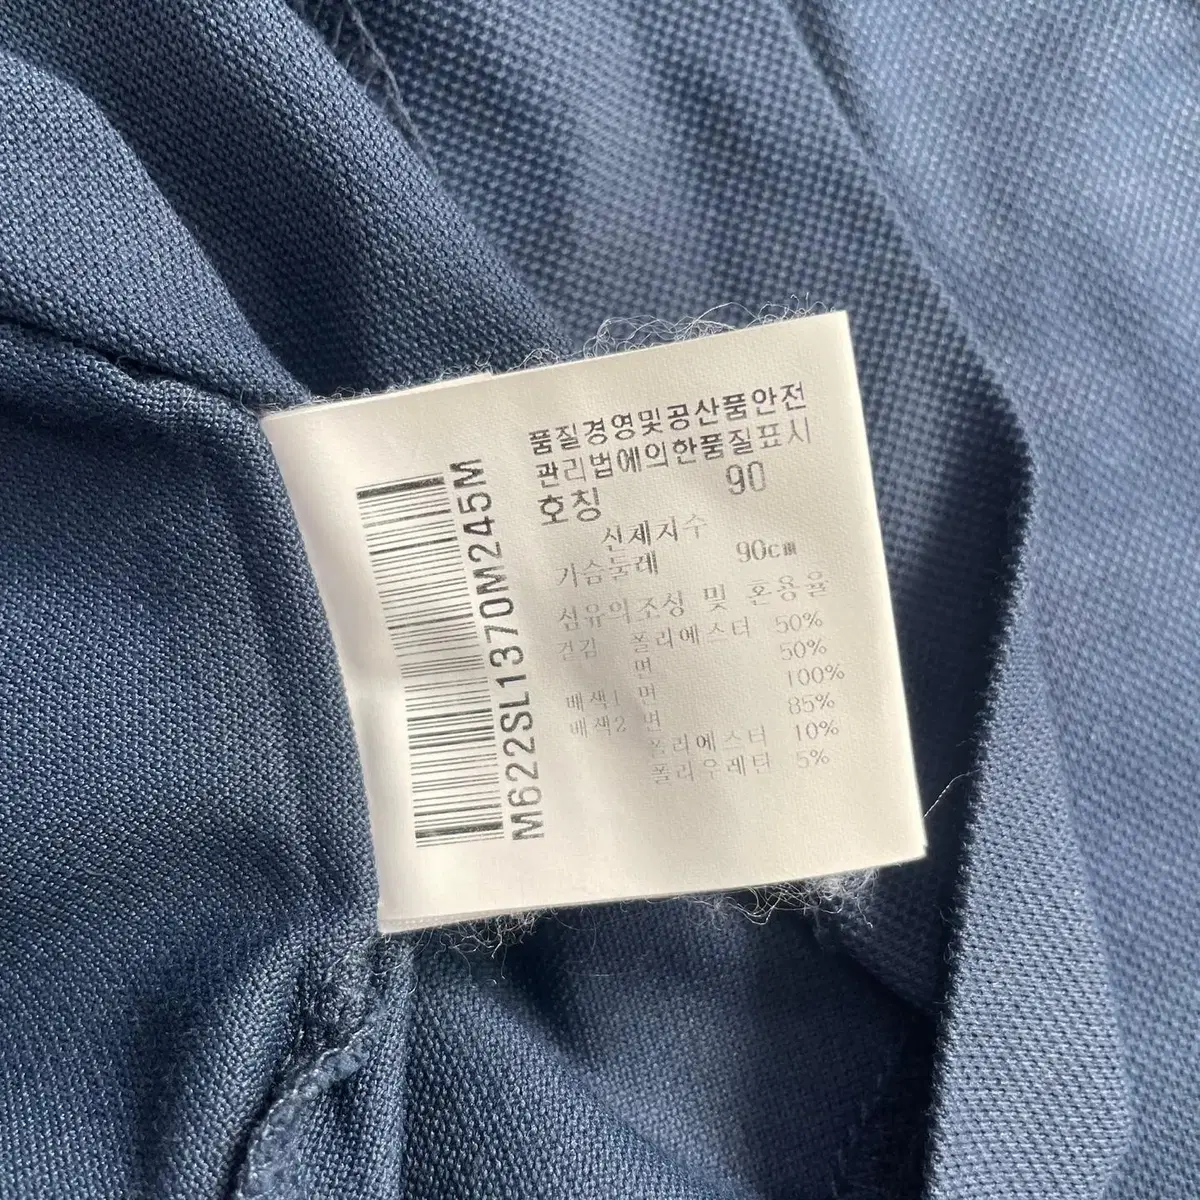 품질경영및공산품안전
관리법에의한품질표시
호칭 90
신체치수
가슴둘레 90cm
섬유의조성 및 혼용율
겉감 폴리에스터 50%
면 50%
배색1 면 100%
배색2 면 85%
폴리에스터 10%
폴리우레탄 5%
M622SL1370M245M